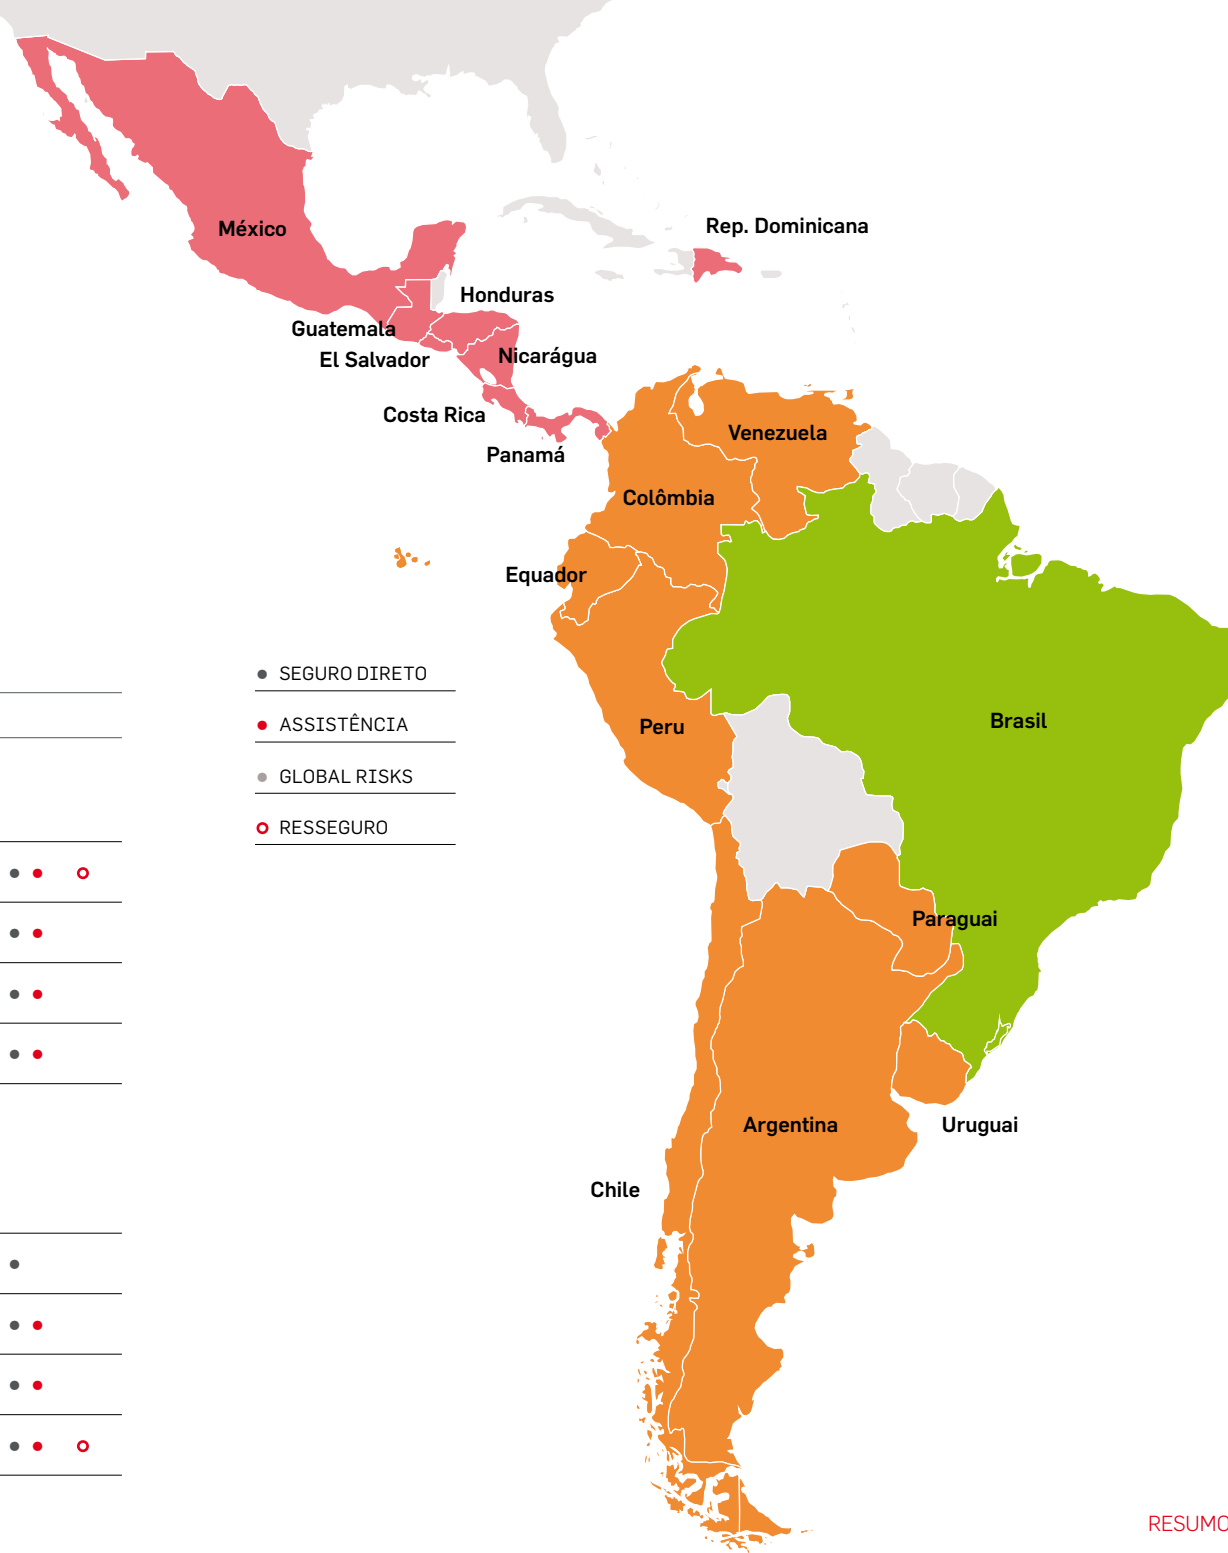 Rep. Dominicana
México
Honduras
Guatemala
Nicarágua
El Salvador
Costa Rica
Panamá
Venezuela
Colômbia
Equador
SEGURO DIRETO
ASSISTÊNCIA
GLOBAL RISKS
RESSEGURO
Peru
Brasil
Paraguai
Argentina
Uruguai
Chile
RESUMO